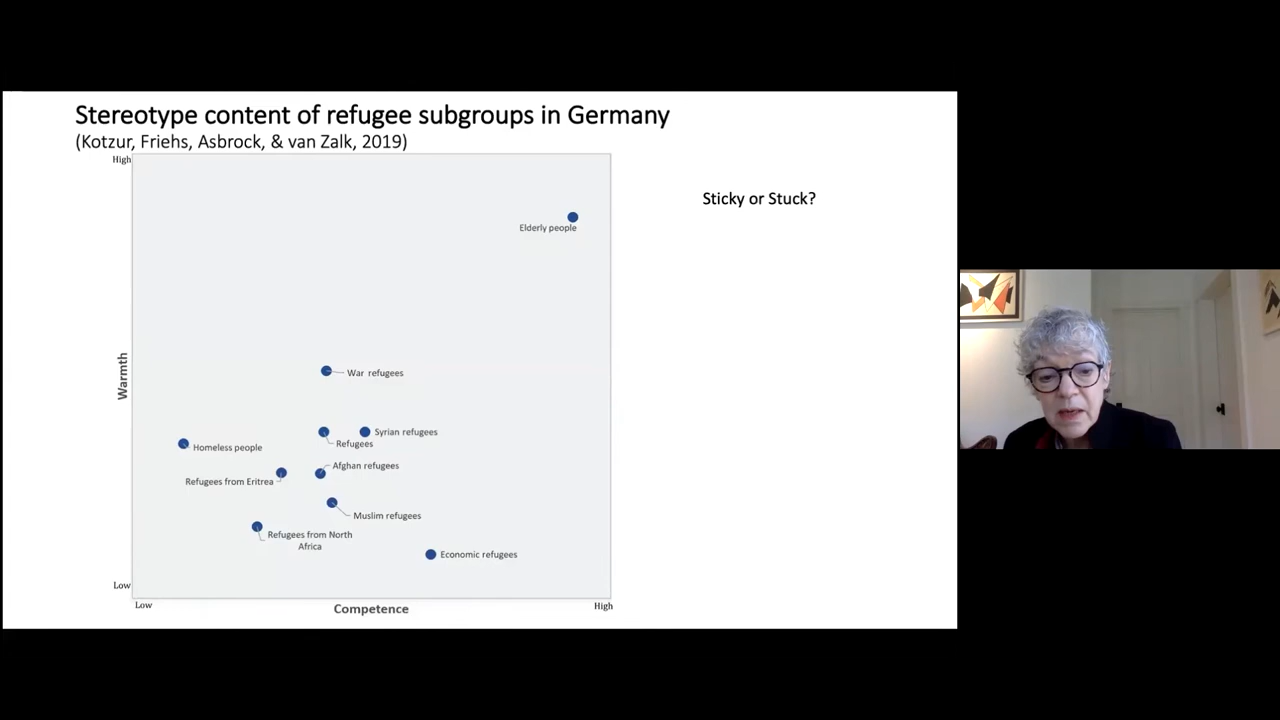 Stereotype content of refugee subgroups in Germany
(Kotzur, Friehs, Asbrock, & van Zalk, 2019)
High
Sticky or Stuck?
Elderly people
Warmth
War refugees
Syrian refugees
Refugees
Homeless people
Afghan refugees
Refugees from Eritrea
Muslim refugees
Refugees from North
Africa
Economic refugees
Low
Low
Competence
High